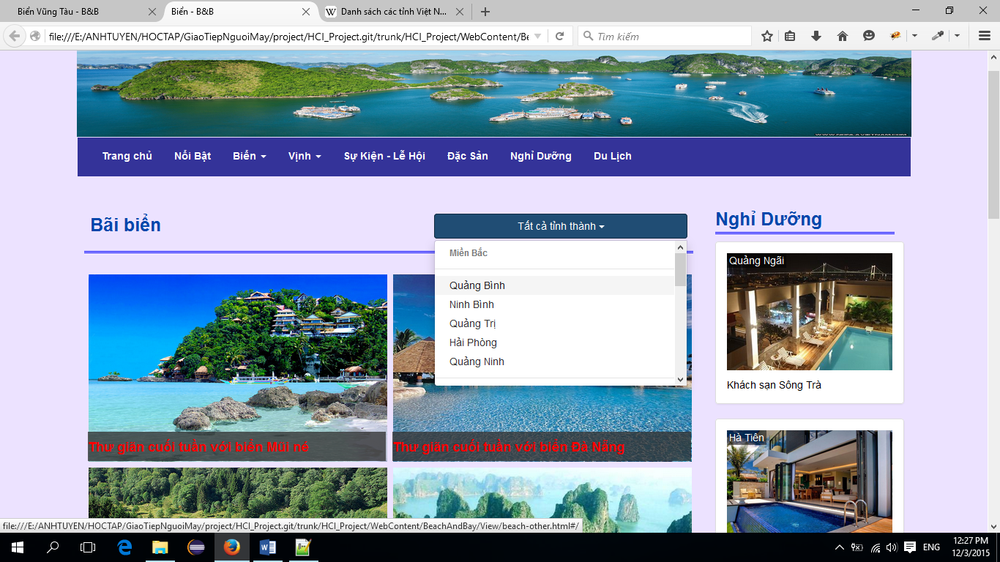 Biển Vũng Tàu - B&B
Biển - B&B
Danh sách các tỉnh Việt N...
file:///E:/ANHTUYEN/HOCTAP/GiaoTiepNguoiMay/project/HCI_Project.git/trunk/HCI_Project/WebContent/Be
Tìm kiếm
Trang chủ Nổi Bật Biển Vịnh Sự Kiện - Lễ Hội Đặc Sản Nghỉ Dưỡng Du Lịch
Bãi biển
Tất cả tỉnh thành
Miền Bắc
Quảng Bình
Ninh Bình
Quảng Trị
Hải Phòng
Quảng Ninh
Thư giãn cuối tuần với biển Mũi né
Thư giãn cuối tuần với biển Đà Nẵng
Nghỉ Dưỡng
Quảng Ngãi
Khách sạn Sông Trà
Hà Tiên
file:///E:/ANHTUYEN/HOCTAP/GiaoTiepNguoiMay/project/HCI_Project.git/trunk/HCI_Project/WebContent/BeachAndBay/View/beach-other.html#/
ENG
12:27 PM
12/3/2015